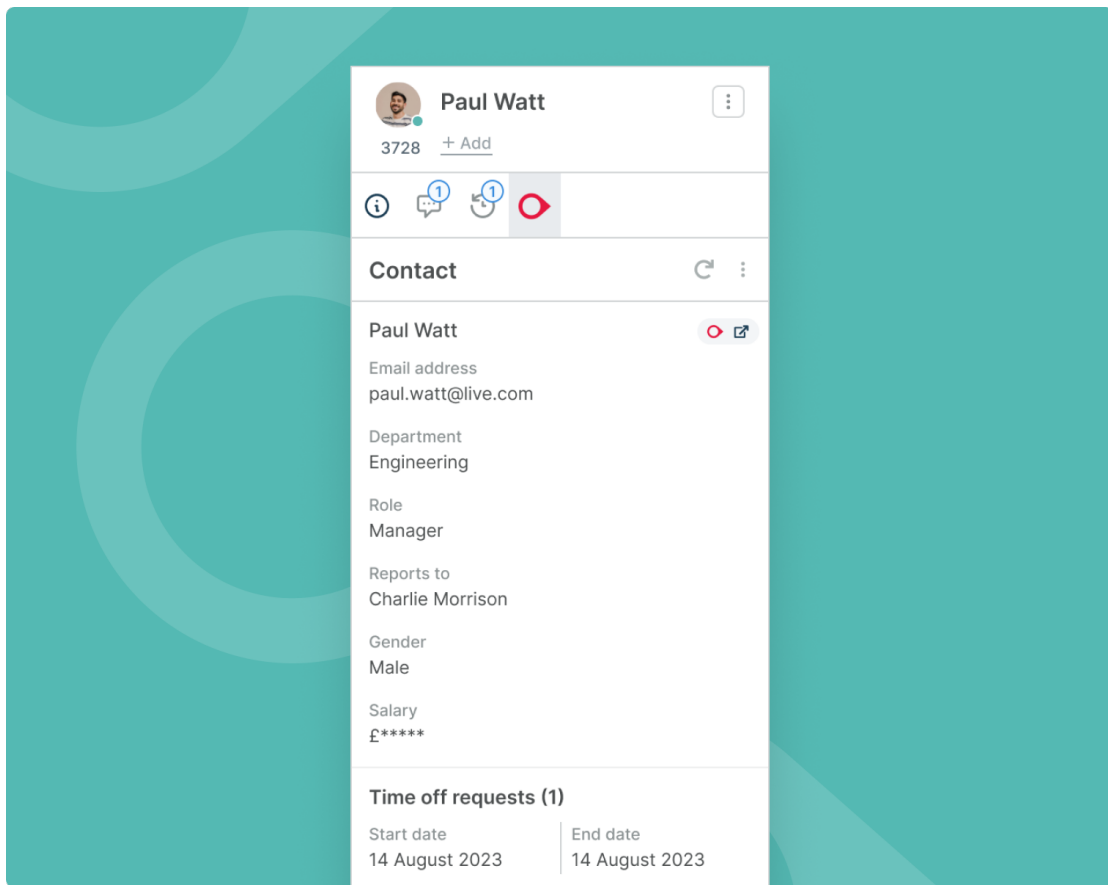 Paul Watt
3728
+ Add
1
1
Contact
Paul Watt
Email address
paul.watt@live.com
Department
Engineering
Role
Manager
Reports to
Charlie Morrison
Gender
Male
Salary
£*****
Time off requests (1)
Start date
End date
14 August 2023
14 August 2023